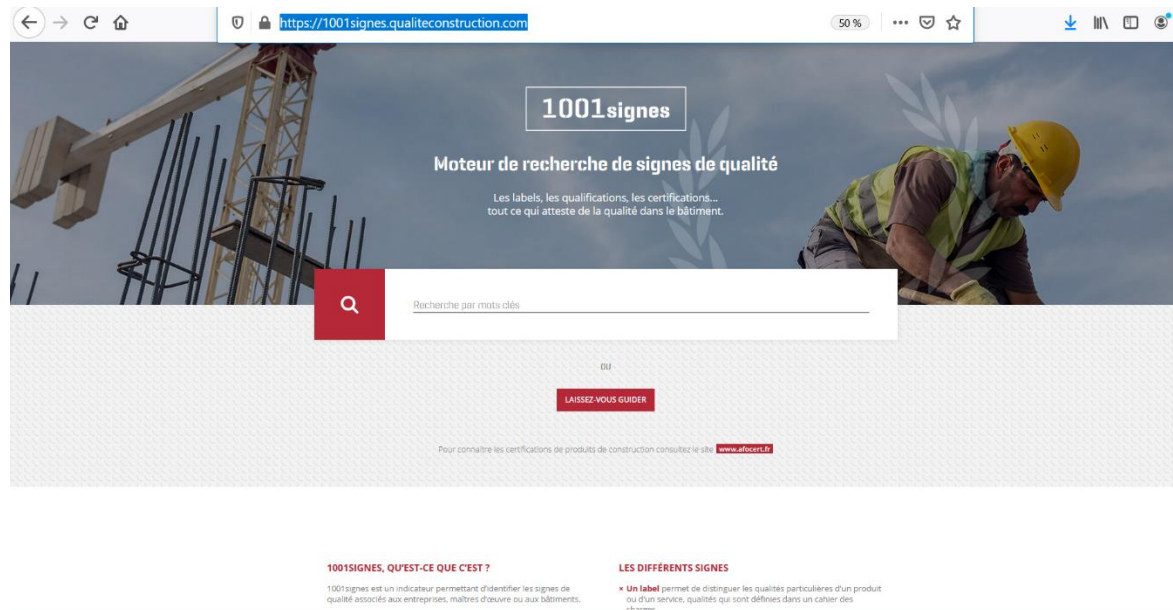 https://1001signes.qualiteconstruction.com
50 %
1001signes
Moteur de recherche de signes de qualité
Les labels, les qualifications, les certifications...
tout ce qui atteste de la qualité dans le bâtiment.
Recherche par mots clés
ou
LAISSEZ-VOUS GUIDER
Pour connaitre les certifications de produits de construction consultez le site www.afocert.fr
1001SIGNES, QU'EST-CE QUE C'EST ?
1001signes est un indicateur permettant d'identifier les signes de
qualité associés aux entreprises, maîtres d'œuvre ou aux bâtiments.
LES DIFFÉRENTS SIGNES
× Un label permet de distinguer les qualités particulières d'un produit
ou d'un service, qualités qui sont définies dans un cahier des
charges